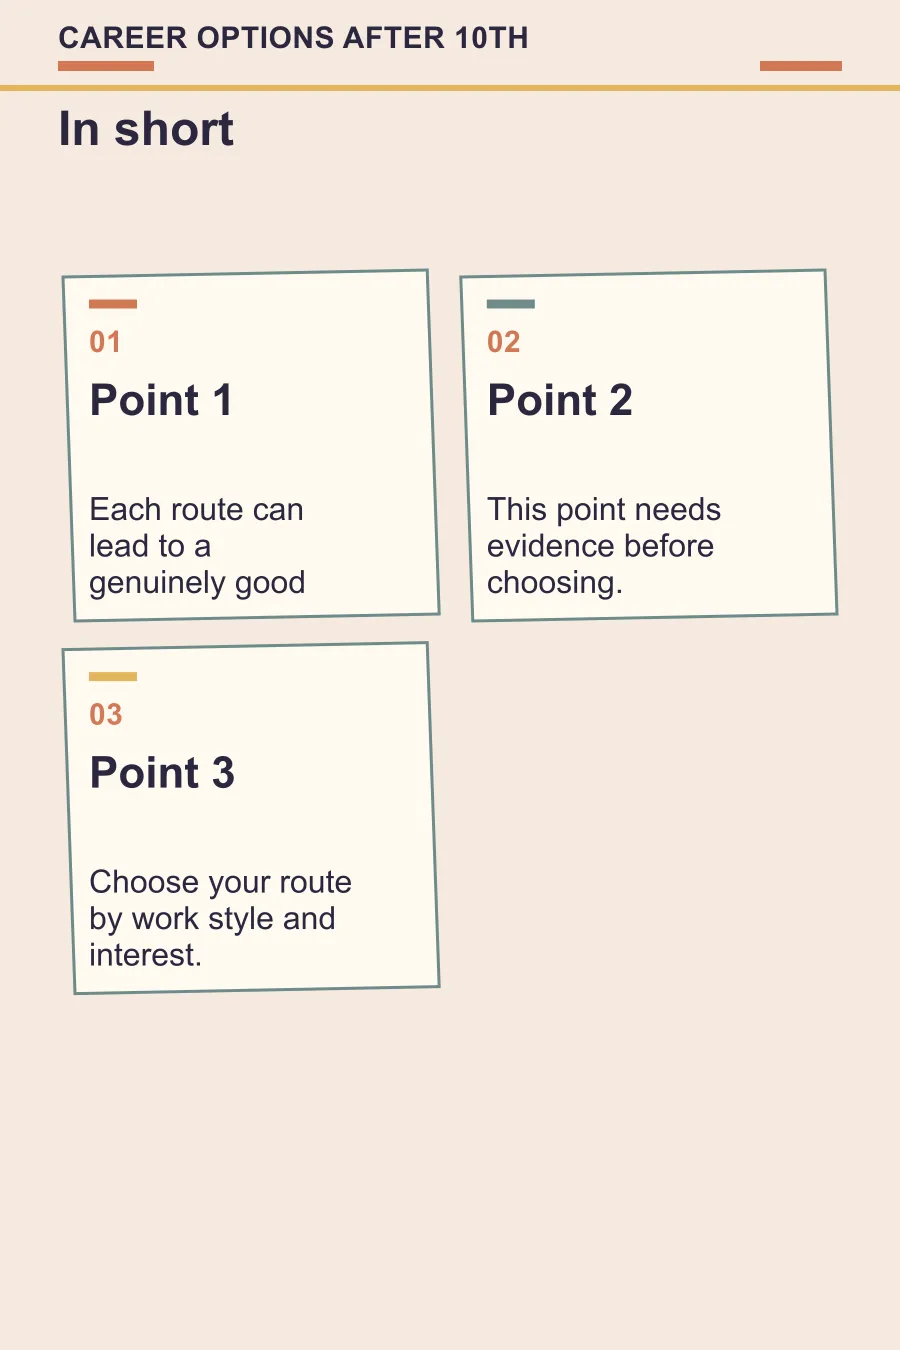 CAREER OPTIONS AFTER 10TH
In short
01
Point 1
Each route can
lead to a
genuinely good
02
Point 2
This point needs
evidence before
choosing.
03
Point 3
Choose your route
by work style and
interest.